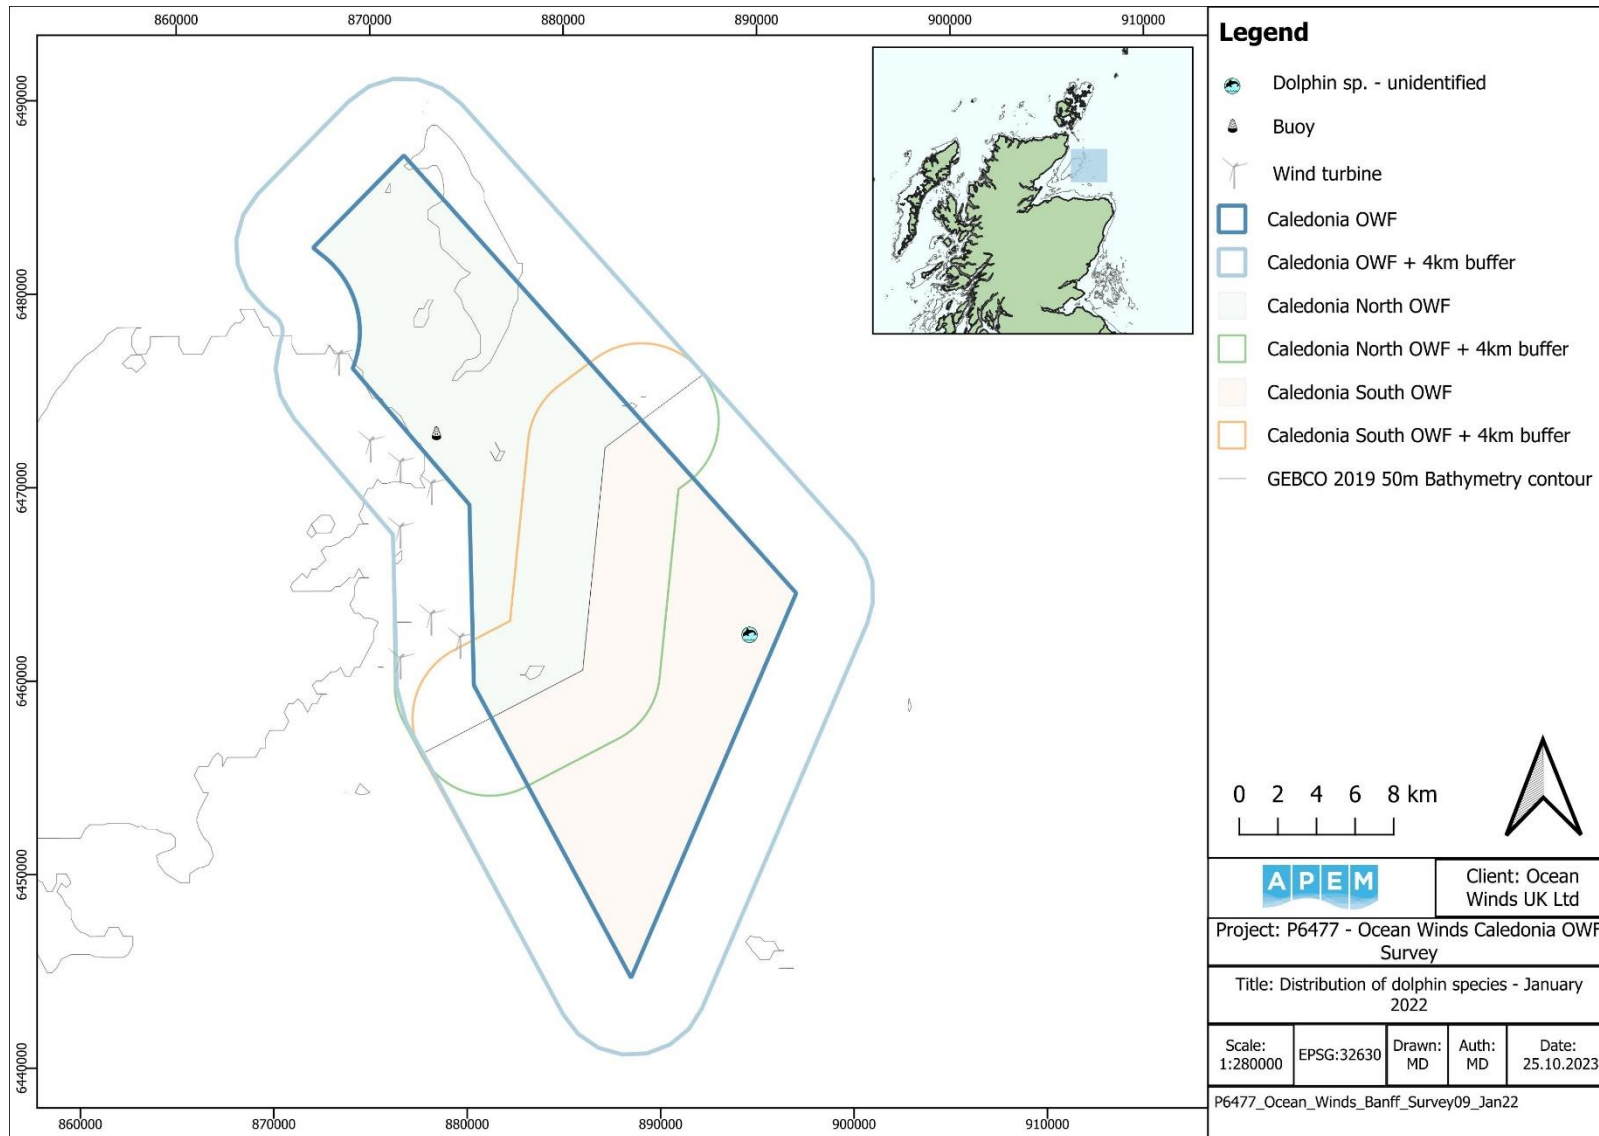 860000
870000
880000
890000
900000
910000
6490000
6480000
6470000
6460000
6450000
6440000
860000
870000
880000
890000
900000
910000
Legend
Dolphin sp. - unidentified
Buoy
Wind turbine
Caledonia OWF
Caledonia OWF + 4km buffer
Caledonia North OWF
Caledonia North OWF + 4km buffer
Caledonia South OWF
Caledonia South OWF + 4km buffer
GEBCO 2019 50m Bathymetry contour
0 2 4 6 8 km
APEM
Client: Ocean
Winds UK Ltd
Project: P6477 - Ocean Winds Caledonia OWF
Survey
Title: Distribution of dolphin species - January
2022
Scale:
1:280000
EPSG:32630
Drawn:
MD
Auth:
MD
Date:
25.10.2023
P6477_Ocean_Winds_Banff_Survey09_Jan22